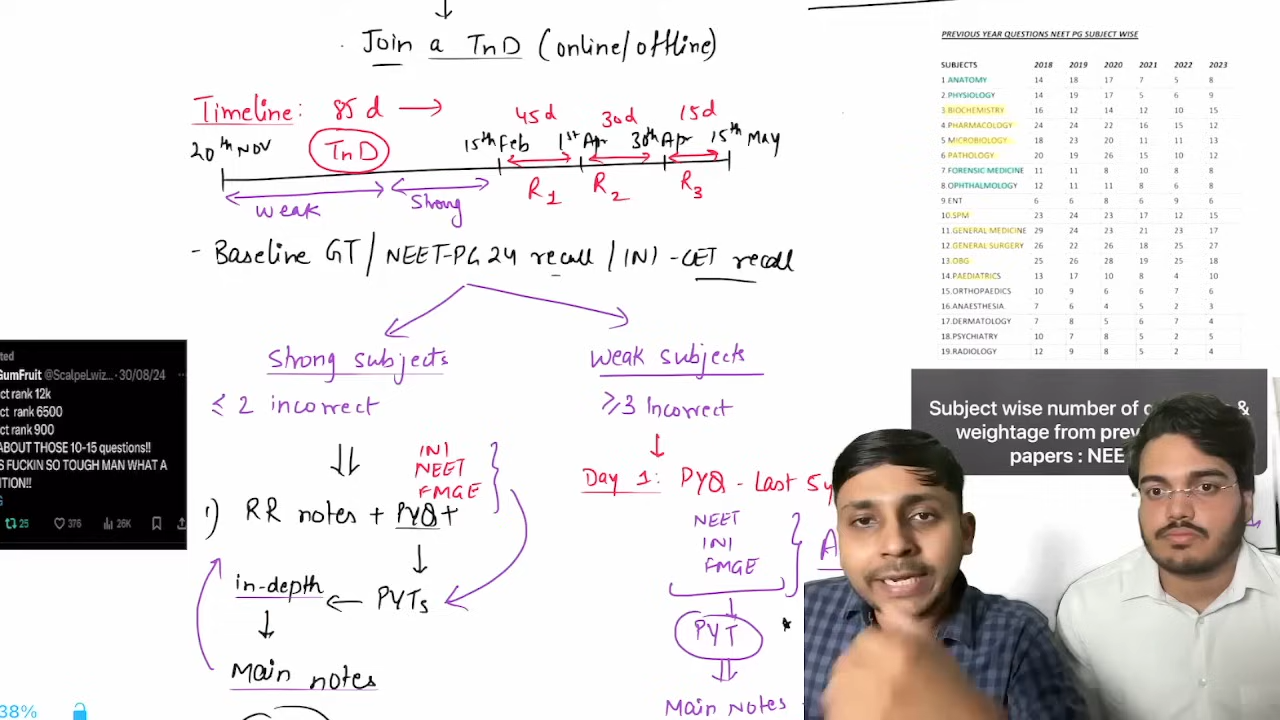 Join a TnD (online/offline)
Timeline: 85 d →
20th NOV
TnD
15th Feb
45d
1st Apr
30d
30th Apr
15d
15th May
weak
strong
R1
R2
R3
- Baseline GT / NEET-PG 24 recall / INI-CET recall
strong subjects
≤ 2 incorrect
INI
NEET
FMGE
1) RR notes + PYQ+
in-depth ← PYTs
Main notes
weak subjects
≥3 Incorrect
Day 1: PYQ - Last 5y
NEET
INI
FMGE
A
PYT *
Main Notes
GumFruit @ScalpeLwiz... · 30/08/24 ...
ct rank 12k
ct rank 6500
ct rank 900
ABOUT THOSE 10-15 questions!!
S FUCKIN SO TOUGH MAN WHAT A
TION!!
25 376 26K
38%
PREVIOUS YEAR QUESTIONS NEET PG SUBJECT WISE
SUBJECTS 2018 2019 2020 2021 2022 2023
1.ANATOMY 14 18 17 7 5 8
2.PHYSIOLOGY 14 19 17 5 6 9
3.BIOCHEMISTRY 16 12 14 12 10 15
4.PHARMACOLOGY 24 24 22 16 15 12
5.MICROBIOLOGY 18 23 20 11 11 13
6.PATHOLOGY 20 19 26 15 10 12
7.FORENSIC MEDICINE 11 11 8 10 8 8
8.OPHTHALMOLOGY 12 11 11 8 6 8
9.ENT 6 6 8 6 9 6
10.SPM 23 24 23 17 12 15
11.GENERAL MEDICINE 29 24 23 21 23 17
12.GENERAL SURGERY 26 22 26 18 25 27
13.OBG 25 26 28 19 25 18
14.PAEDIATRICS 13 17 10 8 4 10
15.ORTHOPAEDICS 10 9 6 6 7 6
16.ANAESTHESIA 7 6 4 5 2 3
17.DERMATOLOGY 7 8 5 6 7 4
18.PSYCHIATRY 10 7 8 5 2 5
19.RADIOLOGY 12 9 8 5 2 4
Subject wise number of &
weightage from prev
papers : NEE